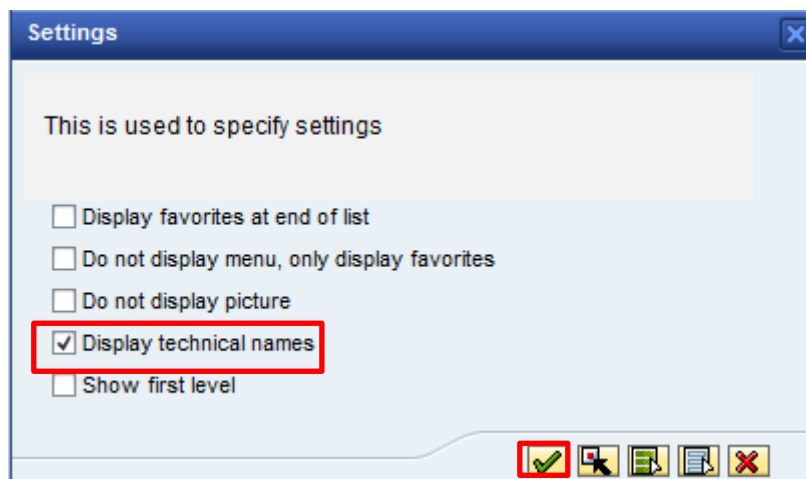 Settings
This is used to specify settings
Display favorites at end of list
Do not display menu, only display favorites
Do not display picture
Display technical names
Show first level